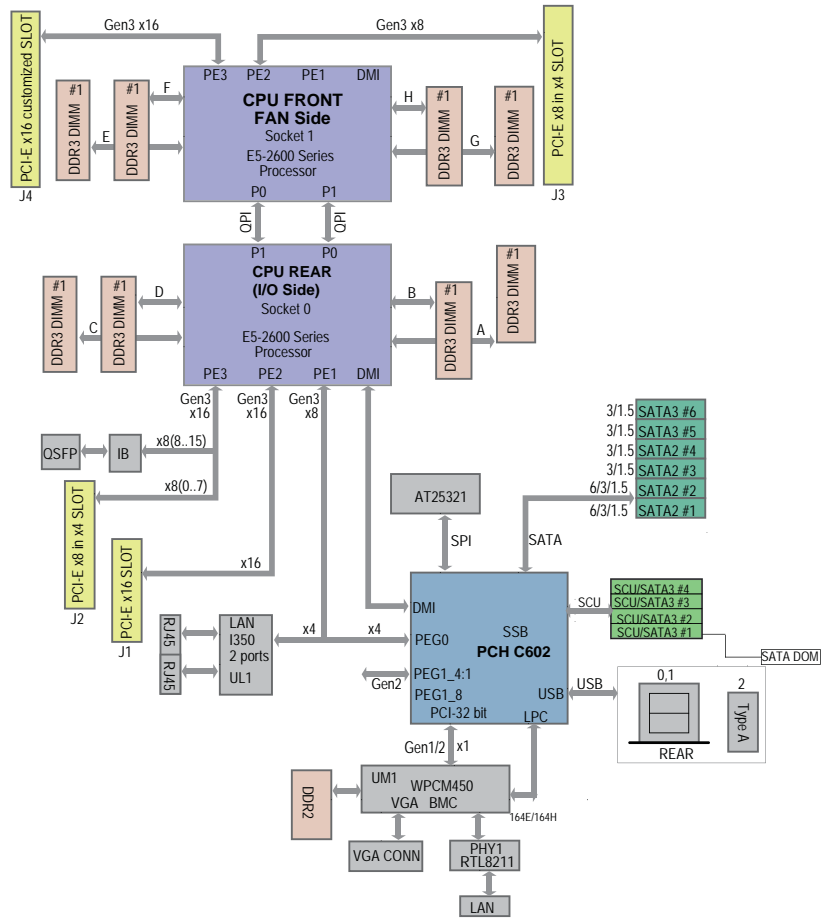 Gen3 x16
Gen3 x8
PCI-E x16 customized SLOT
J4
PCI-E x8 in x4 SLOT
J3
PE3 PE2 PE1 DMI
CPU FRONT
FAN Side
Socket 1
E5-2600 Series
Processor
P0 P1
#1
DDR3 DIMM
#1
DDR3 DIMM
F
E
H
G
#1
DDR3 DIMM
#1
DDR3 DIMM
QPI
QPI
P1 P0
CPU REAR
(I/O Side)
Socket 0
E5-2600 Series
Processor
PE3 PE2 PE1 DMI
#1
DDR3 DIMM
#1
DDR3 DIMM
D
C
B
A
#1
DDR3 DIMM
#1
DDR3 DIMM
Gen3
x16
Gen3
x16
Gen3
x8
QSFP
IB
x8(8..15)
x8(0..7)
PCI-E x8 in x4 SLOT
J2
PCI-E x16 SLOT
J1
x16
AT25321
SPI
SATA
3/1.5 SATA3 #6
3/1.5 SATA3 #5
3/1.5 SATA2 #4
3/1.5 SATA2 #3
6/3/1.5 SATA2 #2
6/3/1.5 SATA2 #1
RJ45
RJ45
LAN
I350
2 ports
UL1
x4
x4
DMI
PEG0
SSB
PCH C602
PEG1_4:1
PEG1_8
PCI-32 bit
USB
LPC
Gen2
SCU
SCU/SATA3 #4
SCU/SATA3 #3
SCU/SATA3 #2
SCU/SATA3 #1
SATA DOM
USB
0,1
REAR
2
Type A
Gen1/2 x1
DDR2
UM1
WPCM450
VGA BMC
164E/164H
VGA CONN
PHY1
RTL8211
LAN